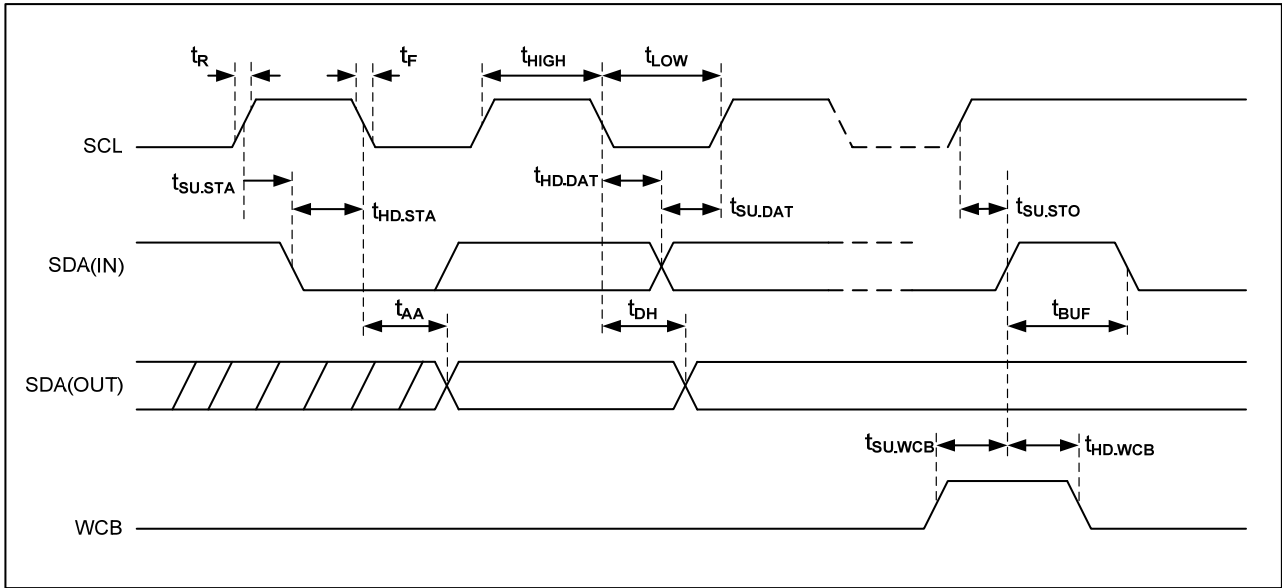 tR
tF
tHIGH
tLOW
SCL
tSU.STA
tHD.STA
tHD.DAT
tSU.DAT
tSU.STO
SDA(IN)
tAA
tDH
tBUF
SDA(OUT)
tSU.WCB
tHD.WCB
WCB